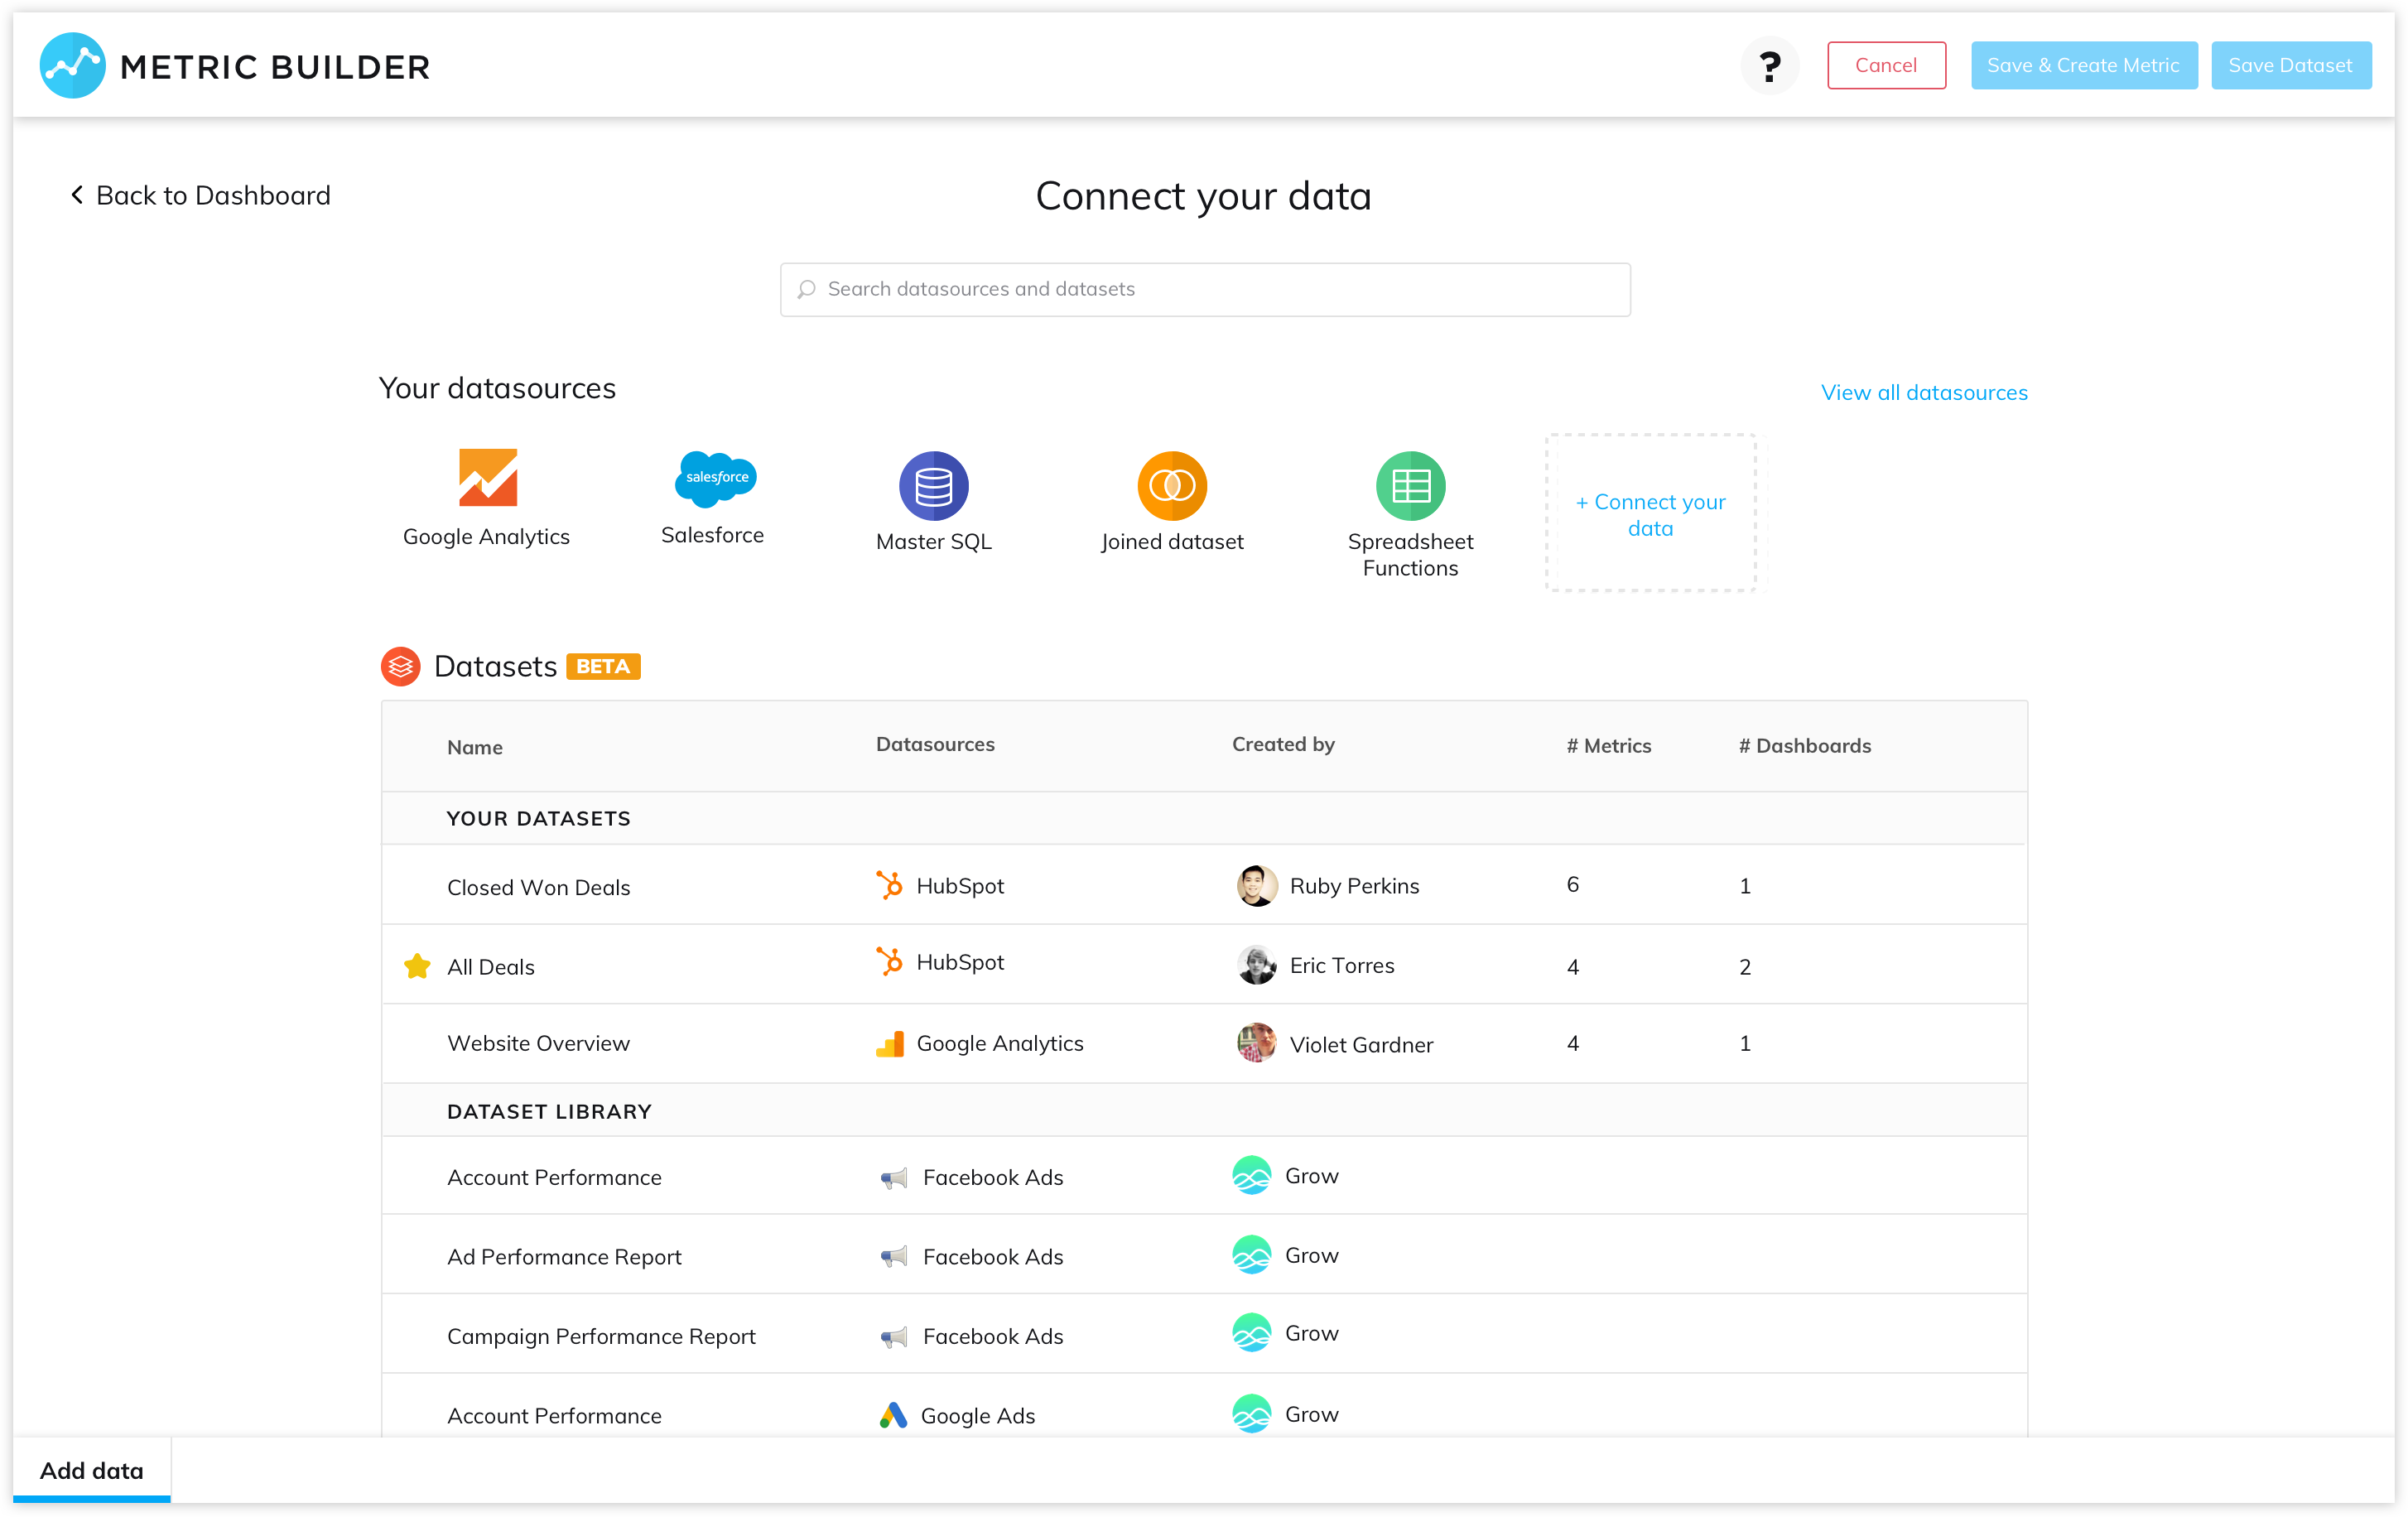 METRIC BUILDER
?
Cancel
Save & Create Metric
Save Dataset
Back to Dashboard
Connect your data
Search datasources and datasets
Your datasources
View all datasources
salesforce
Google Analytics
Salesforce
Master SQL
Joined dataset
Spreadsheet
Functions
+ Connect your
data
Datasets BETA
Name Datasources Created by # Metrics # Dashboards
YOUR DATASETS
Closed Won Deals HubSpot Ruby Perkins 6 1
All Deals HubSpot Eric Torres 4 2
Website Overview Google Analytics Violet Gardner 4 1
DATASET LIBRARY
Account Performance Facebook Ads Grow
Ad Performance Report Facebook Ads Grow
Campaign Performance Report Facebook Ads Grow
Account Performance Google Ads Grow
Add data